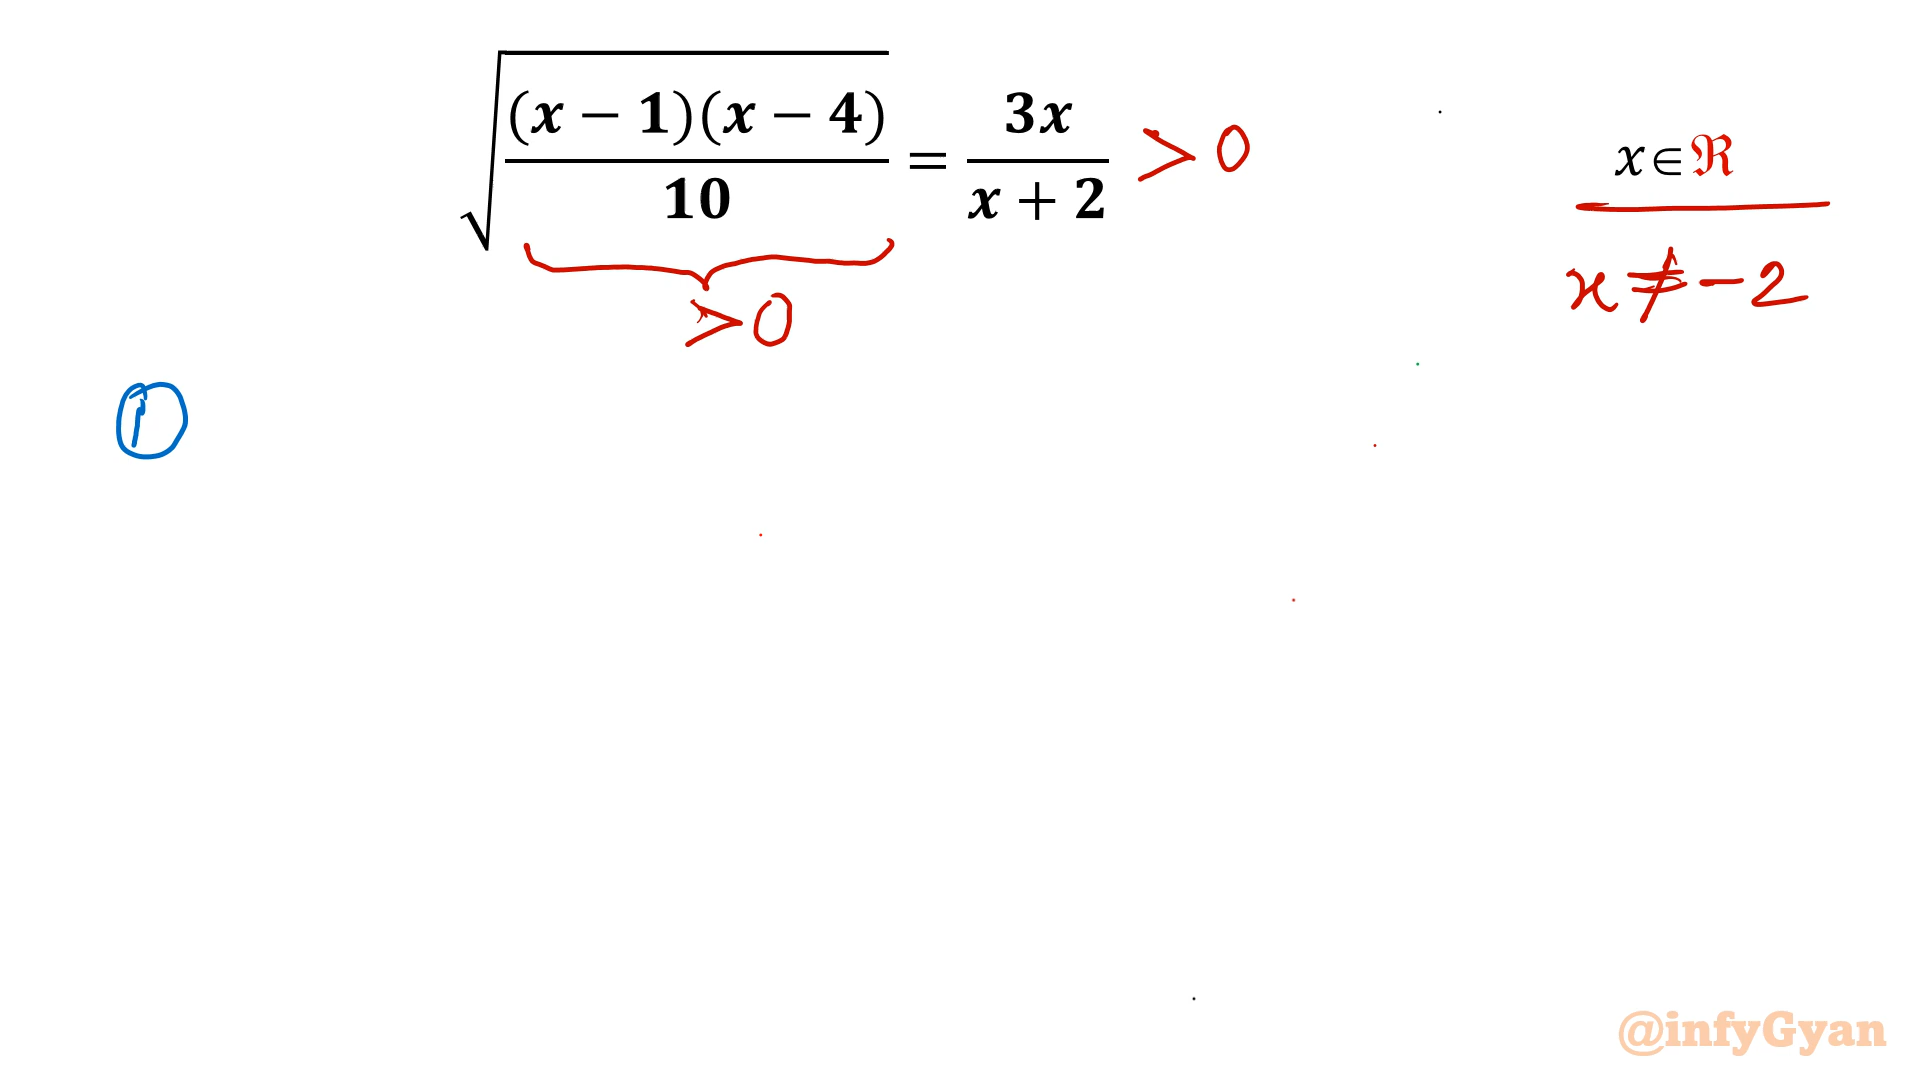 √((x − 1)(x − 4)/10) = 3x/(x + 2) > 0
x ∈ ℜ
x ≠ −2
> 0
①
@infyGyan